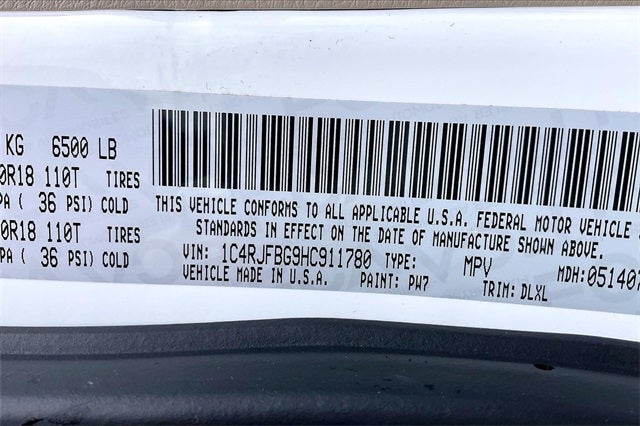 KG 6500 LB
0R18 110T TIRES
PA ( 36 PSI) COLD
0R18 110T TIRES
PA ( 36 PSI) COLD
THIS VEHICLE CONFORMS TO ALL APPLICABLE U.S.A. FEDERAL MOTOR VEHICLE
STANDARDS IN EFFECT ON THE DATE OF MANUFACTURE SHOWN ABOVE.
VIN: 1C4RJFBG9HC911780 TYPE: MPV MDH:051407
VEHICLE MADE IN U.S.A. PAINT: PW7 TRIM: DLXL